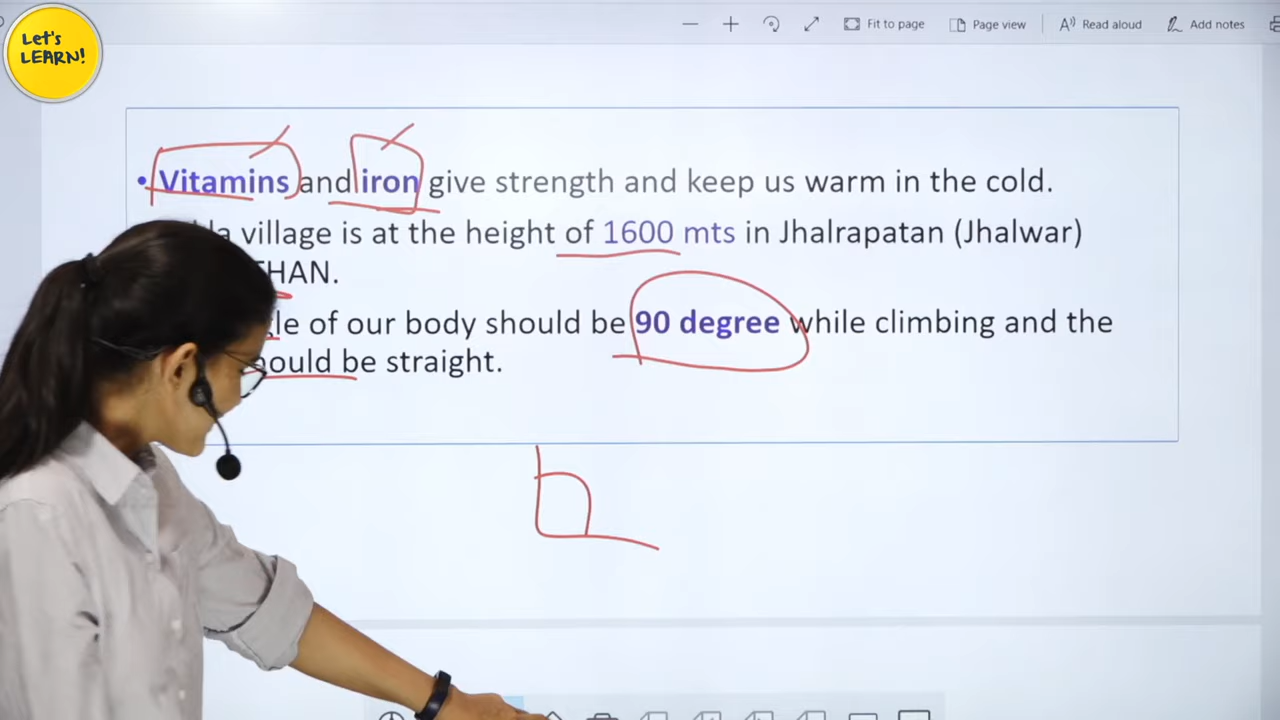 Let's
LEARN!
Fit to page
Page view
Read aloud
Add notes
• Vitamins and iron give strength and keep us warm in the cold.
village is at the height of 1600 mts in Jhalrapatan (Jhalwar)
of our body should be 90 degree while climbing and the
be straight.